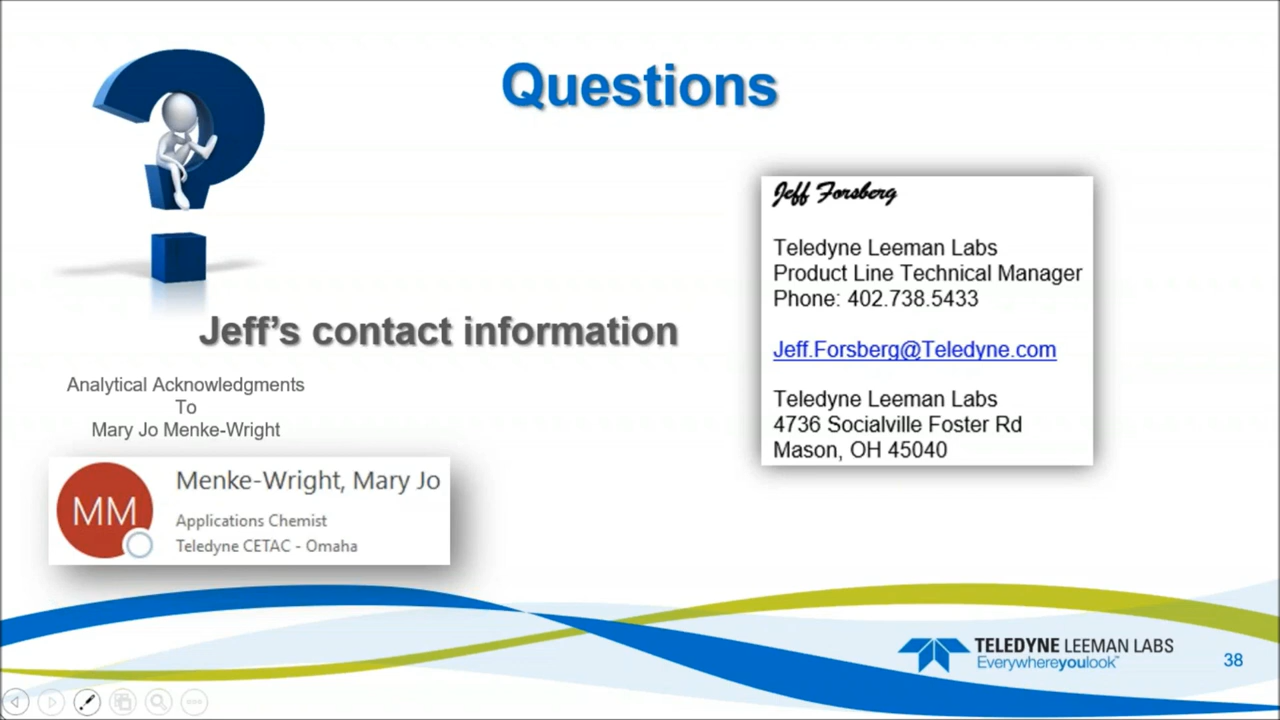 Questions
Jeff Forsberg
Teledyne Leeman Labs
Product Line Technical Manager
Phone: 402.738.5433
Jeff.Forsberg@Teledyne.com
Teledyne Leeman Labs
4736 Socialville Foster Rd
Mason, OH 45040
Jeff's contact information
Analytical Acknowledgments
To
Mary Jo Menke-Wright
MM
Menke-Wright, Mary Jo
Applications Chemist
Teledyne CETAC - Omaha
TELEDYNE LEEMAN LABS
Everywhereyoulook™
38